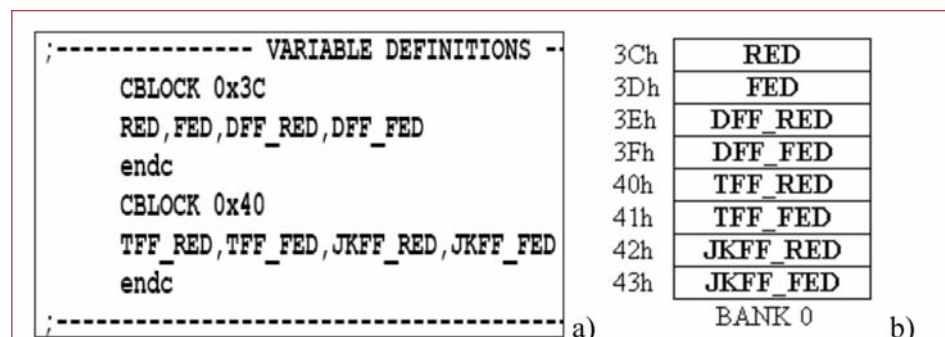 ;--------------- VARIABLE DEFINITIONS --
CBLOCK 0x3C
RED,FED,DFF_RED,DFF_FED
endc
CBLOCK 0x40
TFF_RED,TFF_FED,JKFF_RED,JKFF_FED
endc
;-----------------------------------------
a)
3Ch RED
3Dh FED
3Eh DFF_RED
3Fh DFF_FED
40h TFF_RED
41h TFF_FED
42h JKFF_RED
43h JKFF_FED
BANK 0
b)